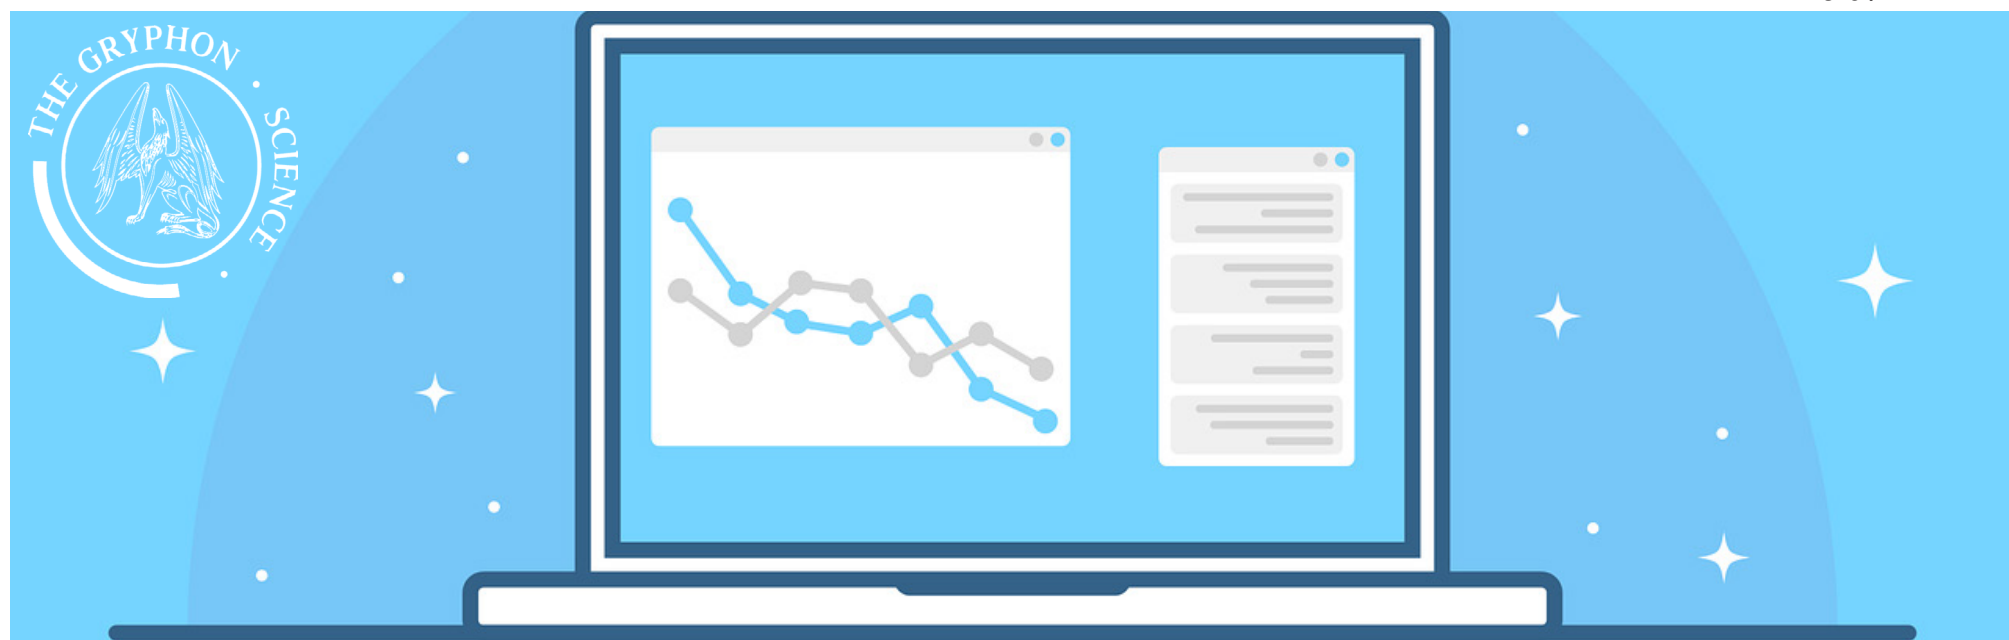 THE GRYPHON · SCIENCE ·